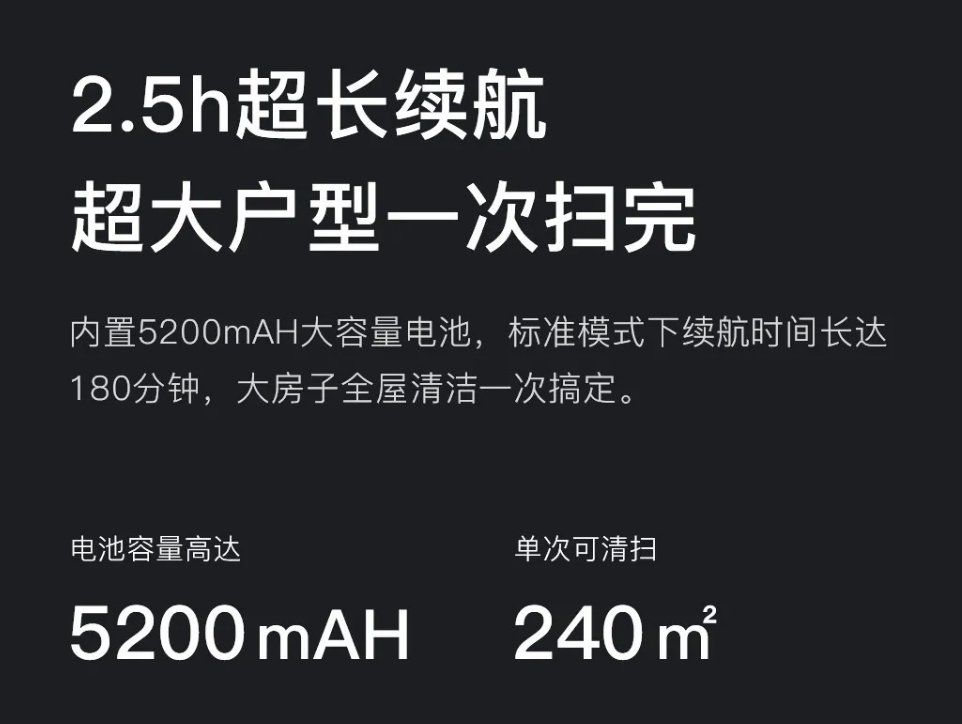 2.5h超长续航
超大户型一次扫完
内置5200mAH大容量电池，标准模式下续航时间长达
180分钟，大房子全屋清洁一次搞定。
电池容量高达
5200mAH
单次可清扫
240㎡